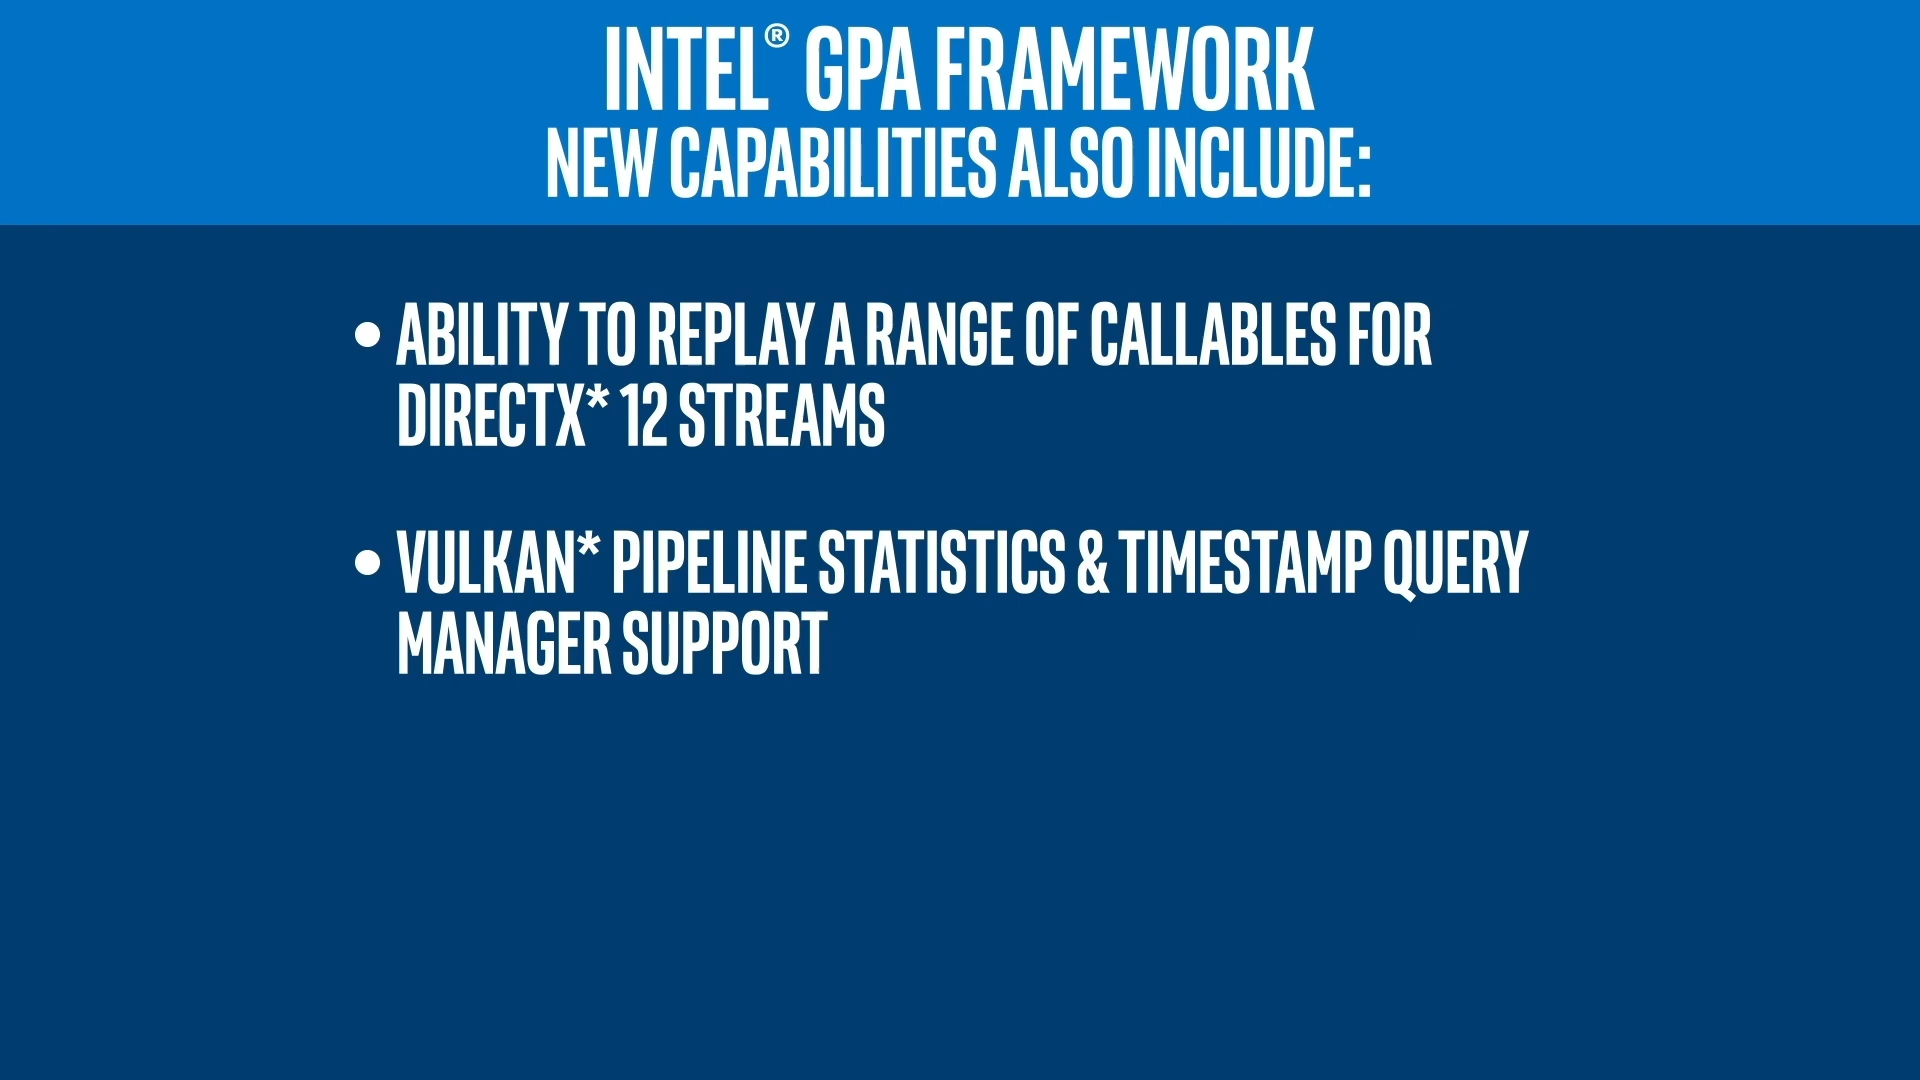 INTEL® GPA FRAMEWORK
NEW CAPABILITIES ALSO INCLUDE:
• ABILITY TO REPLAY A RANGE OF CALLABLES FOR
DIRECTX* 12 STREAMS
• VULKAN* PIPELINE STATISTICS & TIMESTAMP QUERY
MANAGER SUPPORT